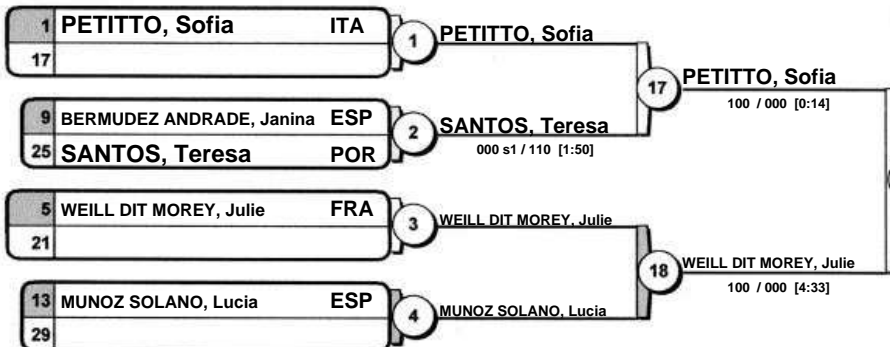 1 PETITTO, Sofia ITA
17
1 PETITTO, Sofia
9 BERMUDEZ ANDRADE, Janina ESP
25 SANTOS, Teresa POR
2 SANTOS, Teresa
000 s1 / 110 [1:50]
17 PETITTO, Sofia
100 / 000 [0:14]
5 WEILL DIT MOREY, Julie FRA
21
3 WEILL DIT MOREY, Julie
13 MUNOZ SOLANO, Lucia ESP
29
4 MUNOZ SOLANO, Lucia
18 WEILL DIT MOREY, Julie
100 / 000 [4:33]